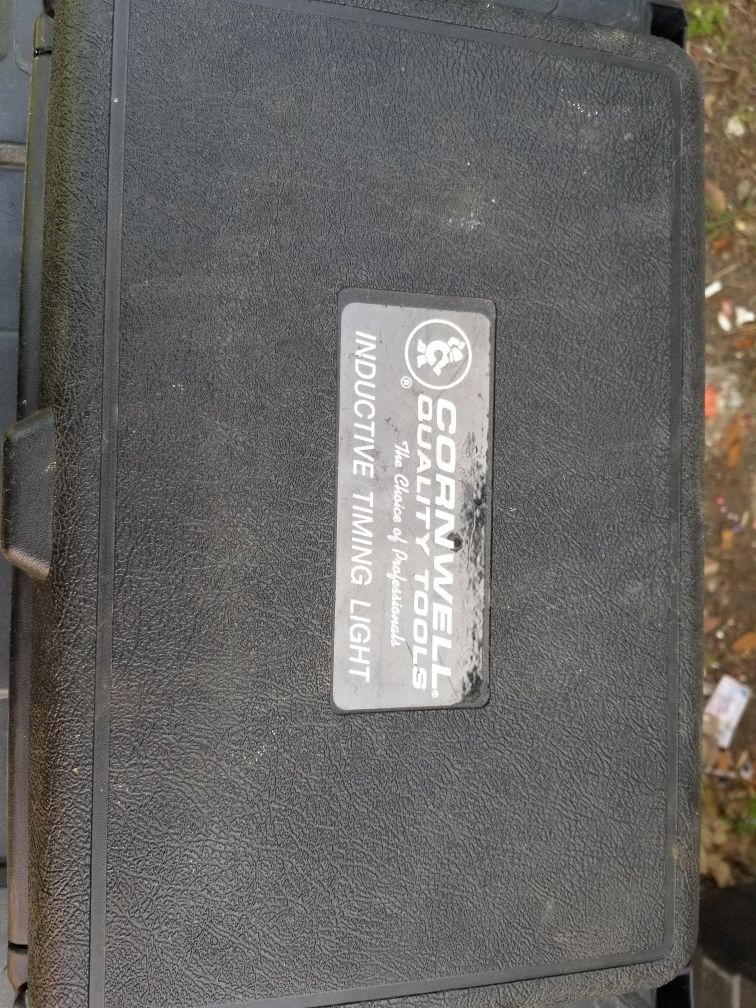 CORNWELL®
QUALITY TOOLS
®
The Choice of Professionals
INDUCTIVE TIMING LIGHT